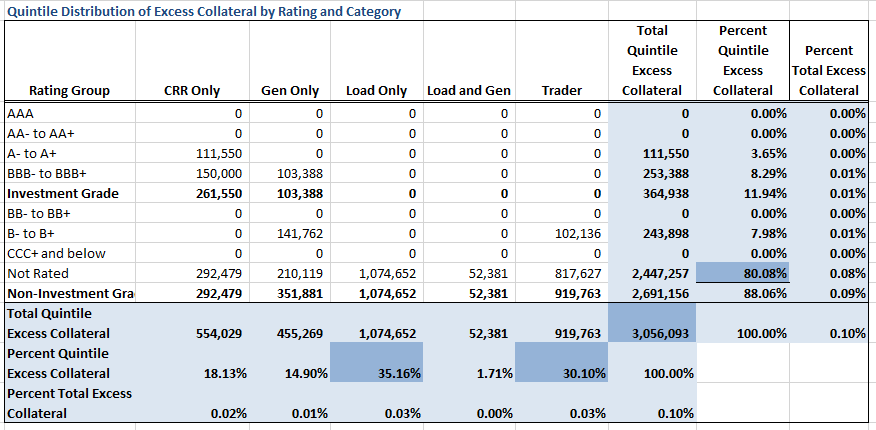 Quintile Distribution of Excess Collateral by Rating and Category
Rating Group CRR Only Gen Only Load Only Load and Gen Trader Total Quintile Excess Collateral Percent Quintile Excess Collateral Percent Total Excess Collateral
AAA 0 0 0 0 0 0 0.00% 0.00%
AA- to AA+ 0 0 0 0 0 0 0.00% 0.00%
A- to A+ 111,550 0 0 0 0 111,550 3.65% 0.00%
BBB- to BBB+ 150,000 103,388 0 0 0 253,388 8.29% 0.01%
Investment Grade 261,550 103,388 0 0 0 364,938 11.94% 0.01%
BB- to BB+ 0 0 0 0 0 0 0.00% 0.00%
B- to B+ 0 141,762 0 0 102,136 243,898 7.98% 0.01%
CCC+ and below 0 0 0 0 0 0 0.00% 0.00%
Not Rated 292,479 210,119 1,074,652 52,381 817,627 2,447,257 80.08% 0.08%
Non-Investment Gra 292,479 351,881 1,074,652 52,381 919,763 2,691,156 88.06% 0.09%
Total Quintile
Excess Collateral 554,029 455,269 1,074,652 52,381 919,763 3,056,093 100.00% 0.10%
Percent Quintile
Excess Collateral 18.13% 14.90% 35.16% 1.71% 30.10% 100.00%
Percent Total Excess
Collateral 0.02% 0.01% 0.03% 0.00% 0.03% 0.10%